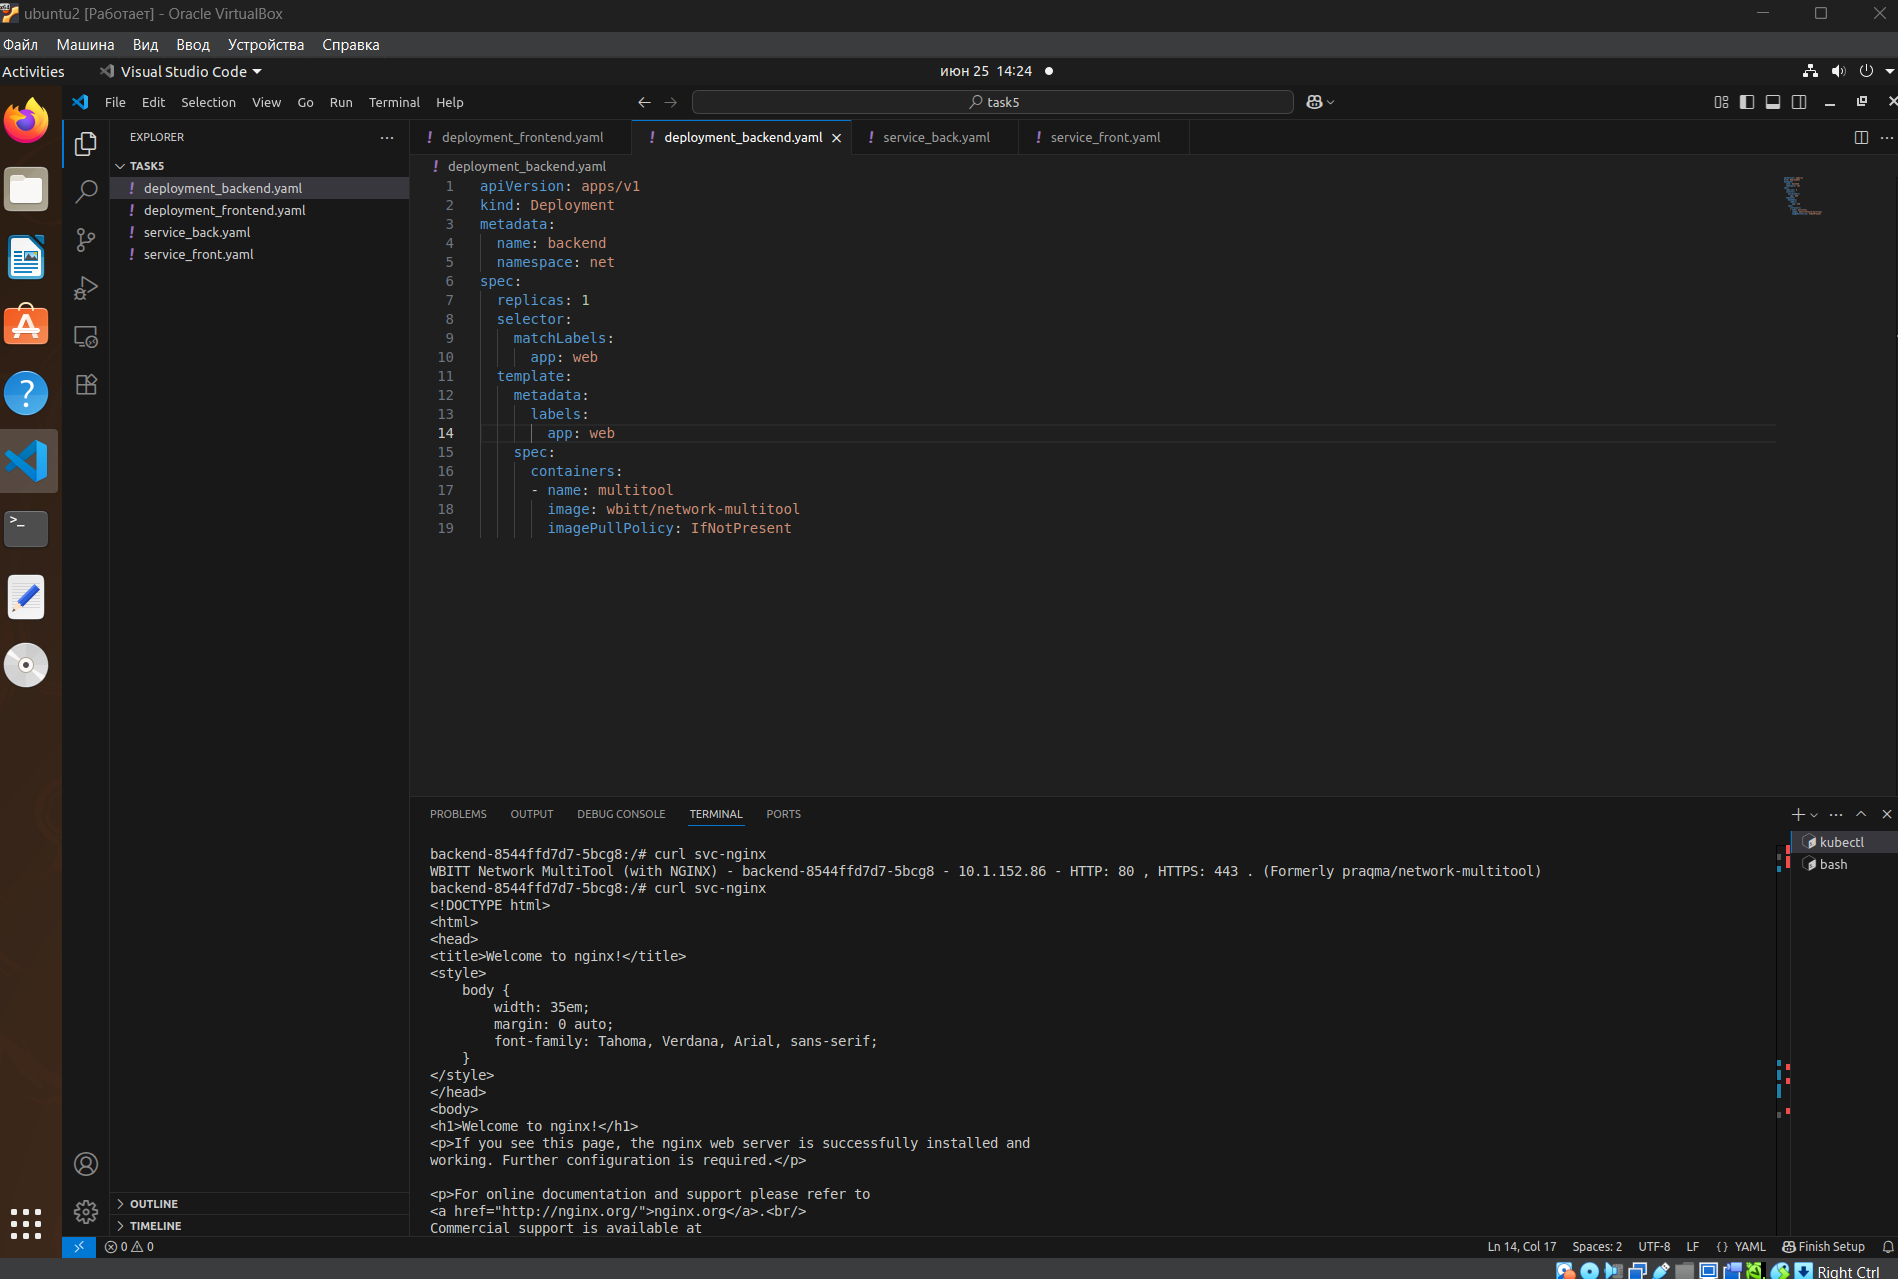 ubuntu2 [Работает] - Oracle VirtualBox
Файл Машина Вид Ввод Устройства Справка
Activities Visual Studio Code июн 25 14:24
File Edit Selection View Go Run Terminal Help task5
EXPLORER
TASK5
deployment_backend.yaml
deployment_frontend.yaml
service_back.yaml
service_front.yaml
OUTLINE
TIMELINE
deployment_frontend.yaml deployment_backend.yaml service_back.yaml service_front.yaml
deployment_backend.yaml
1 apiVersion: apps/v1
2 kind: Deployment
3 metadata:
4 name: backend
5 namespace: net
6 spec:
7 replicas: 1
8 selector:
9 matchLabels:
10 app: web
11 template:
12 metadata:
13 labels:
14 app: web
15 spec:
16 containers:
17 - name: multitool
18 image: wbitt/network-multitool
19 imagePullPolicy: IfNotPresent
PROBLEMS OUTPUT DEBUG CONSOLE TERMINAL PORTS
backend-8544ffd7d7-5bcg8:/# curl svc-nginx
WBITT Network MultiTool (with NGINX) - backend-8544ffd7d7-5bcg8 - 10.1.152.86 - HTTP: 80 , HTTPS: 443 . (Formerly praqma/network-multitool)
backend-8544ffd7d7-5bcg8:/# curl svc-nginx
<!DOCTYPE html>
<html>
<head>
<title>Welcome to nginx!</title>
<style>
body {
width: 35em;
margin: 0 auto;
font-family: Tahoma, Verdana, Arial, sans-serif;
}
</style>
</head>
<body>
<h1>Welcome to nginx!</h1>
<p>If you see this page, the nginx web server is successfully installed and
working. Further configuration is required.</p>
<p>For online documentation and support please refer to
<a href="http://nginx.org/">nginx.org</a>.<br/>
Commercial support is available at
kubectl
bash
0 0 Ln 14, Col 17 Spaces: 2 UTF-8 LF {} YAML Finish Setup
Right Ctrl